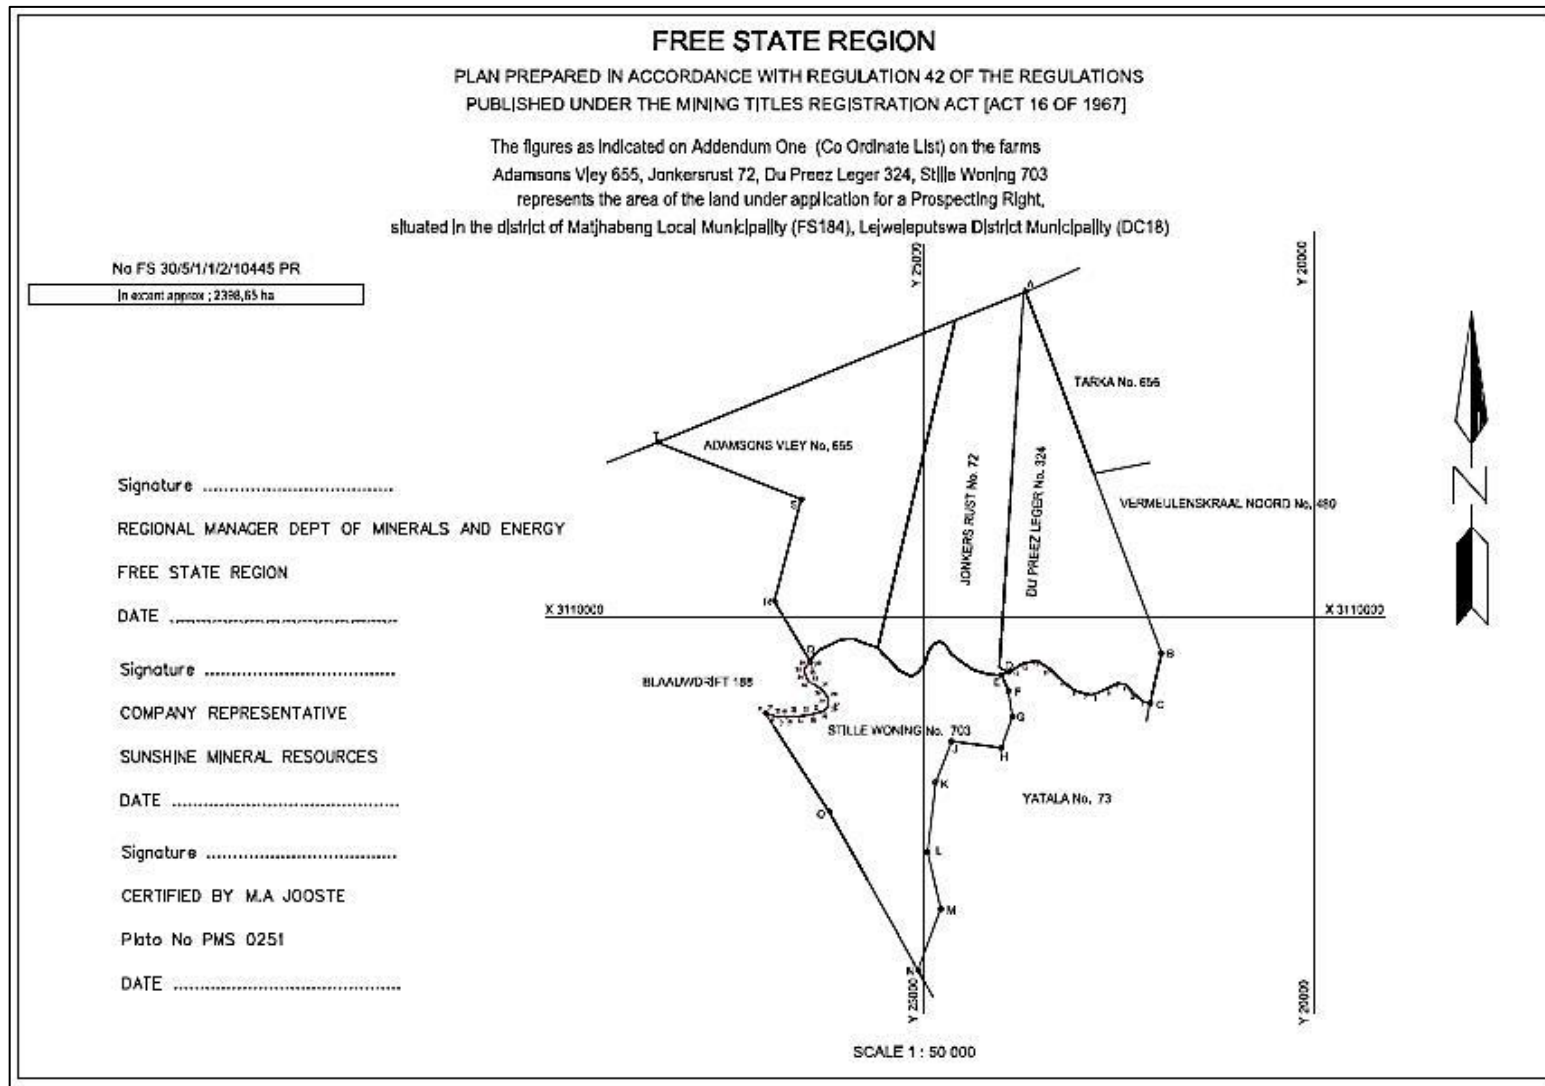 FREE STATE REGION
PLAN PREPARED IN ACCORDANCE WITH REGULATION 42 OF THE REGULATIONS
PUBLISHED UNDER THE MINING TITLES REGISTRATION ACT [ACT 16 OF 1967]
The figures as indicated on Addendum One (Co Ordinate List) on the farms
Adamsons Vley 655, Jonkersrust 72, Du Preez Leger 324, Stille Woning 703
represents the area of the land under application for a Prospecting Right,
situated in the district of Matjhabeng Local Municipality (FS184), Lejweleputswa District Municipality (DC18)
No FS 30/5/1/1/2/10445 PR
In extent approx ; 2398,65 ha
Y 25000
Y 20000
A
TARKA No. 656
T
ADAMSONS VLEY No, 655
JONKERS RUST No. 72
DU PREEZ LEGER No. 324
S
VERMEULENSKRAAL NOORD No, 480
Signature ....................................
REGIONAL MANAGER DEPT OF MINERALS AND ENERGY
FREE STATE REGION
DATE ...........................................
N
R
X 3110000
X 3110000
B
Q
D
E
F
C
G
BLAAUWDRIFT 188
STILLE WONING No. 703
J
H
K
YATALA No, 73
O
L
M
N
Signature ....................................
COMPANY REPRESENTATIVE
SUNSHINE MINERAL RESOURCES
DATE ...........................................
Signature ....................................
CERTIFIED BY M.A JOOSTE
Plato No PMS 0251
DATE ...........................................
Y 25000
Y 20000
SCALE 1 : 50 000